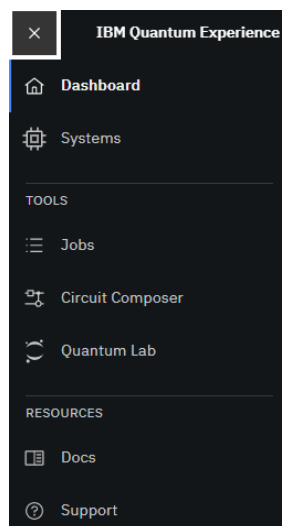 IBM Quantum Experience
Dashboard
Systems
TOOLS
Jobs
Circuit Composer
Quantum Lab
RESOURCES
Docs
Support